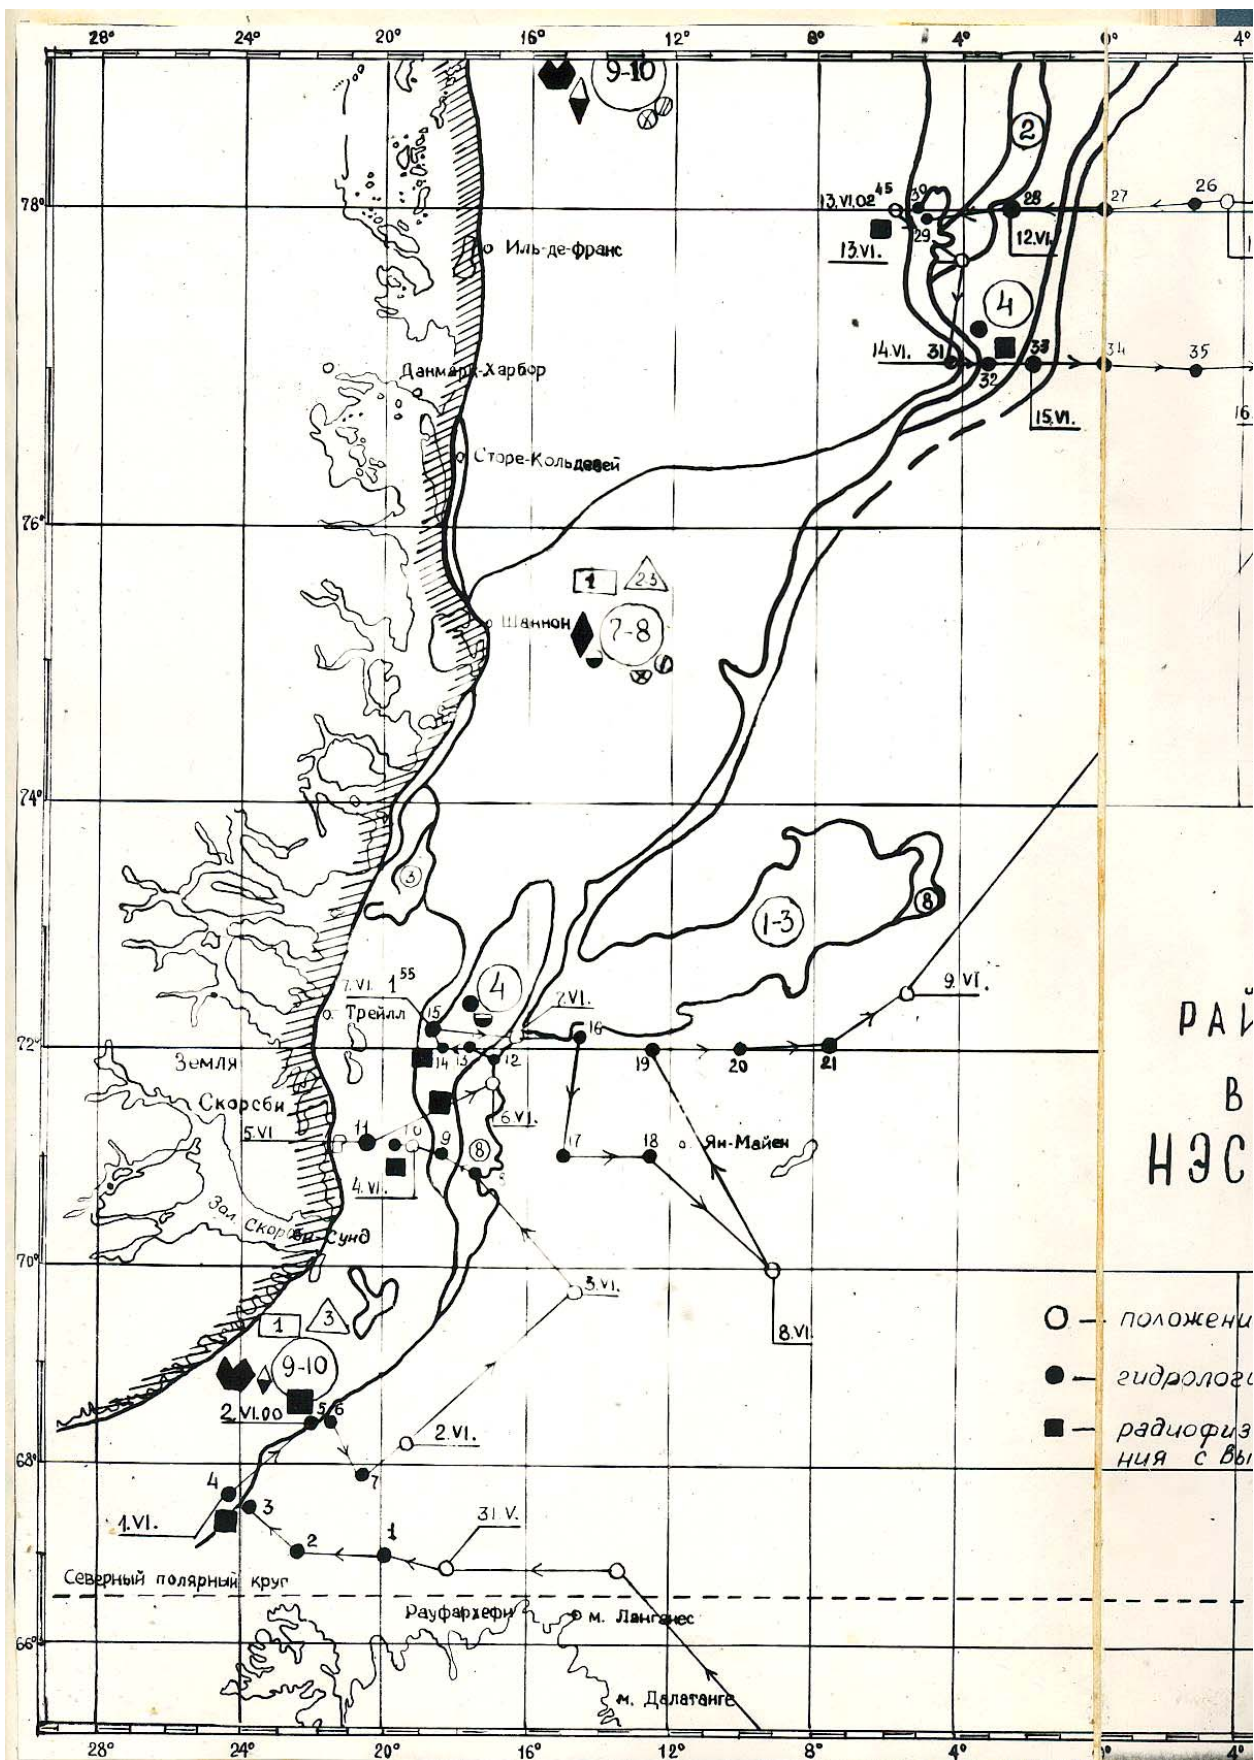 28° 24° 20° 16° 12° 8° 4° 0° 4°
9-10
2
78°
13.VI.02 45 30 28 27 26
29
13.VI. 12.VI.
Иль-де-франс
4
14.VI. 31 32 33 34 35
15.VI. 16.
Данмарк-Харбор
Сторе-Кольдевей
76°
1 2-3
Шаннон
7-8
74°
3
1-3
8
7.VI. 1⁵⁵ 4 7.VI. 9.VI.
15 16
Трейлл
РАЙ
72°
14 13 12 19 20 21
Земля
Скорсби
В
6.VI.
5.VI 11 10 9 8 17 18
Ян-Майен
НЭС
4.VI.
Зал. Скорсби-Сунд
70°
3.VI.
8.VI.
1 3
положени
9-10
гидрологи
2.VI.00 5 6
2.VI.
радиофиз
ния с вы
68°
4 7
3
1.VI. 31.V.
2 1
Северный полярный круг
Рауфархефн м. Ланганес
66°
м. Далатанге
28° 24° 20° 16° 12° 8° 4° 0° 4°